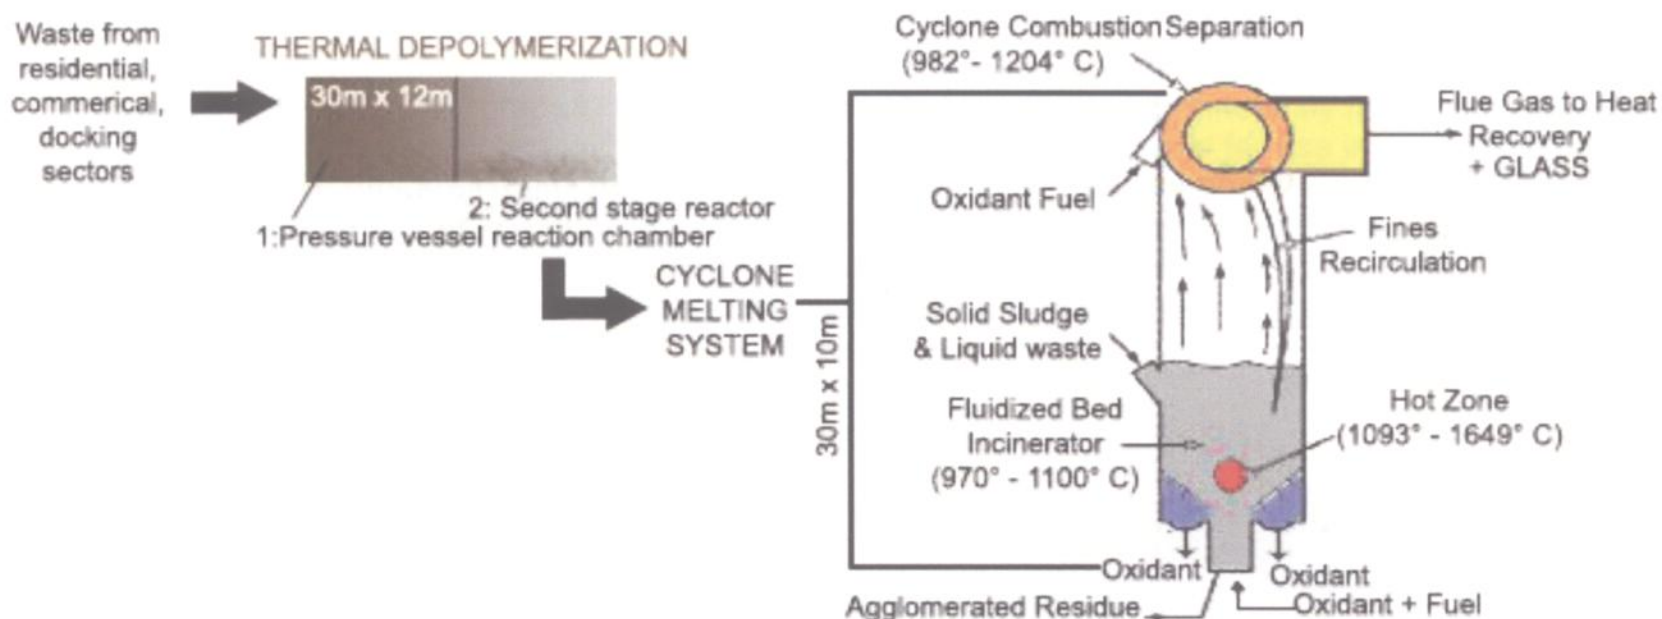 Waste from
residential,
commerical,
docking
sectors
THERMAL DEPOLYMERIZATION
30m x 12m
2: Second stage reactor
1:Pressure vessel reaction chamber
CYCLONE
MELTING
SYSTEM
30m x 10m
Cyclone Combustion Separation
(982°- 1204° C)
Flue Gas to Heat
Recovery
+ GLASS
Oxidant Fuel
Fines
Recirculation
Solid Sludge
& Liquid waste
Fluidized Bed
Incinerator
(970° - 1100° C)
Hot Zone
(1093° - 1649° C)
Oxidant
Oxidant
Agglomerated Residue
Oxidant + Fuel